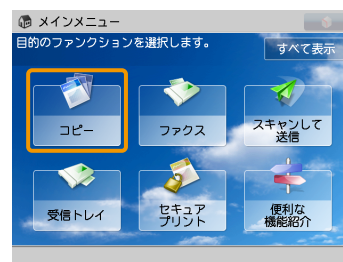 メインメニュー
目的のファンクションを選択します。
すべて表示
コピー
ファクス
スキャンして
送信
受信トレイ
セキュア
プリント
便利な
機能紹介